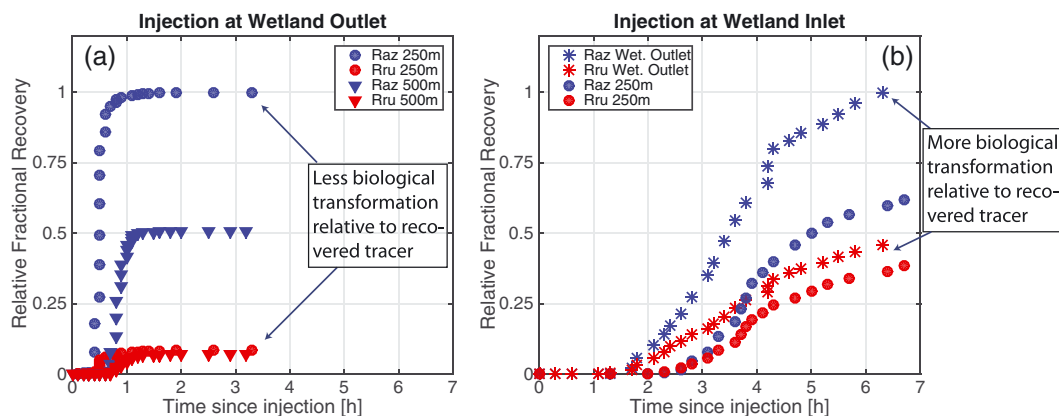 Injection at Wetland Outlet
(a)
Raz 250m
Rru 250m
Raz 500m
Rru 500m
1
0.75
0.5
0.25
0
Relative Fractional Recovery
Less biological
transformation
relative to reco-
vered tracer
0 1 2 3 4 5 6 7
Time since injection [h]
Injection at Wetland Inlet
(b)
Raz Wet. Outlet
Rru Wet. Outlet
Raz 250m
Rru 250m
1
0.75
0.5
0.25
0
Relative Fractional Recovery
More biological
transformation
relative to reco-
vered tracer
0 1 2 3 4 5 6 7
Time since injection [h]